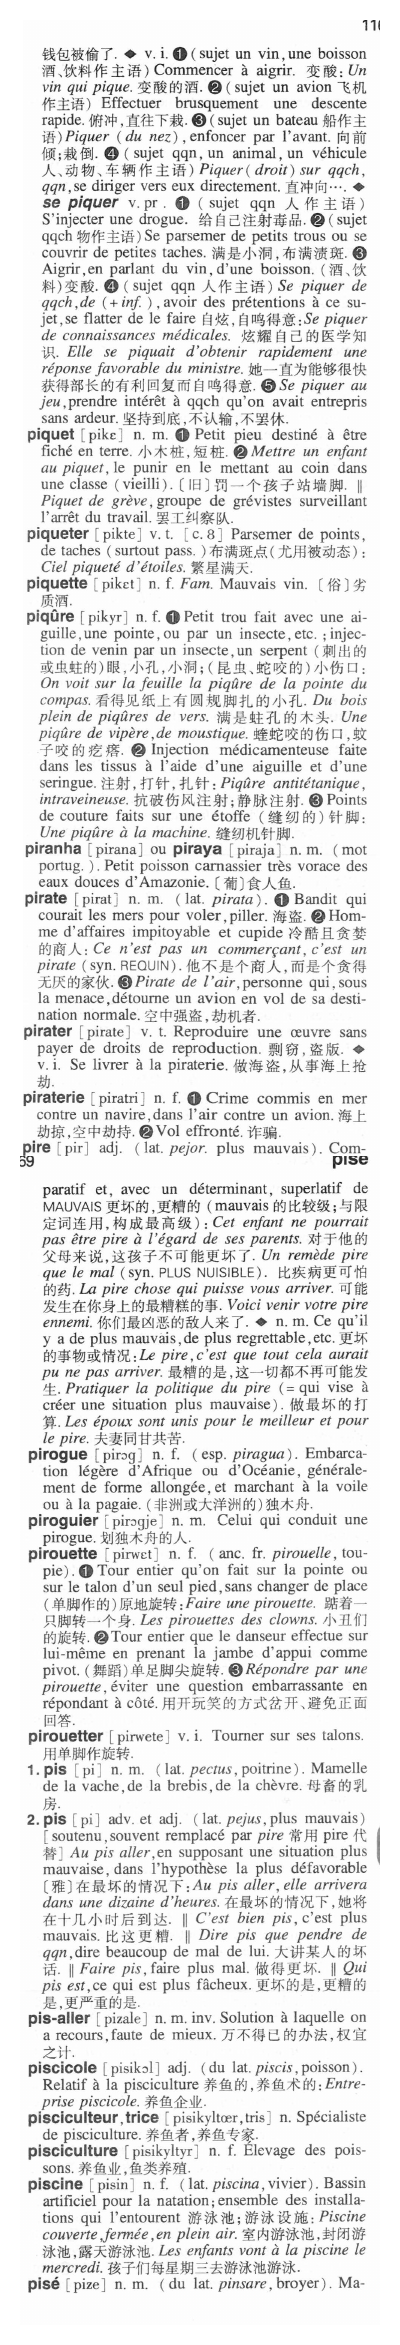 110
钱包被偷了. ◆ v. i. ❶ ( sujet un vin, une boisson
酒、饮料作主语) Commencer à aigrir. 变酸: Un
vin qui pique. 变酸的酒. ❷ ( sujet un avion 飞机
作主语) Effectuer brusquement une descente
rapide. 俯冲,直往下栽. ❸ ( sujet un bateau 船作主
语) Piquer ( du nez), enfoncer par l'avant. 向前
倾;栽倒. ❹ ( sujet qqn, un animal, un véhicule
人、动物、车辆作主语) Piquer ( droit) sur qqch,
qqn, se diriger vers eux directement. 直冲向…. ◆
se piquer v. pr. ❶ ( sujet qqn 人作主语)
S'injecter une drogue. 给自己注射毒品. ❷ ( sujet
qqch 物作主语) Se parsemer de petits trous ou se
couvrir de petites taches. 满是小洞,布满渍斑. ❸
Aigrir, en parlant du vin, d'une boisson. (酒、饮
料)变酸. ❹ ( sujet qqn 人作主语) Se piquer de
qqch, de (+ inf. ), avoir des prétentions à ce su-
jet, se flatter de le faire 自炫,自鸣得意: Se piquer
de connaissances médicales. 炫耀自己的医学知
识. Elle se piquait d'obtenir rapidement une
réponse favorable du ministre. 她一直为能够很快
获得部长的有利回复而自鸣得意. ❺ Se piquer au
jeu, prendre intérêt à qqch qu'on avait entrepris
sans ardeur. 坚持到底,不认输,不罢休.
piquet [pike] n. m. ❶ Petit pieu destiné à être
fiché en terre. 小木桩,短桩. ❷ Mettre un enfant
au piquet, le punir en le mettant au coin dans
une classe (vieilli). 〔旧〕罚一个孩子站墙脚. ‖
Piquet de grève, groupe de grévistes surveillant
l'arrêt du travail. 罢工纠察队.
piqueter [pikte] v. t. [c. 8] Parsemer de points,
de taches ( surtout pass. ) 布满斑点(尤用被动态):
Ciel piqueté d'étoiles. 繁星满天.
piquette [pikɛt] n. f. Fam. Mauvais vin. 〔俗〕劣
质酒.
piqûre [pikyr] n. f. ❶ Petit trou fait avec une ai-
guille, une pointe, ou par un insecte, etc. ; injec-
tion de venin par un insecte, un serpent (刺出的
或虫蛀的)眼,小孔,小洞;(昆虫、蛇咬的)小伤口:
On voit sur la feuille la piqûre de la pointe du
compas. 看得见纸上有圆规脚扎的小孔. Du bois
plein de piqûres de vers. 满是蛀孔的木头. Une
piqûre de vipère, de moustique. 蝰蛇咬的伤口,蚊
子咬的疙瘩. ❷ Injection médicamenteuse faite
dans les tissus à l'aide d'une aiguille et d'une
seringue. 注射,打针,扎针: Piqûre antitétanique,
intraveineuse. 抗破伤风注射;静脉注射. ❸ Points
de couture faits sur une étoffe (缝纫的)针脚:
Une piqûre à la machine. 缝纫机针脚.
piranha [pirana] ou piraya [piraja] n. m. ( mot
portug. ). Petit poisson carnassier très vorace des
eaux douces d'Amazonie. 〔葡〕食人鱼.
pirate [pirat] n. m. ( lat. pirata). ❶ Bandit qui
courait les mers pour voler, piller. 海盗. ❷ Hom-
me d'affaires impitoyable et cupide 冷酷且贪婪
的商人: Ce n'est pas un commerçant, c'est un
pirate ( syn. REQUIN). 他不是个商人,而是个贪得
无厌的家伙. ❸ Pirate de l'air, personne qui, sous
la menace, détourne un avion en vol de sa desti-
nation normale. 空中强盗,劫机者.
pirater [pirate] v. t. Reproduire une œuvre sans
payer de droits de reproduction. 剽窃,盗版. ◆
v. i. Se livrer à la piraterie. 做海盗,从事海上抢
劫.
piraterie [piratri] n. f. ❶ Crime commis en mer
contre un navire, dans l'air contre un avion. 海上
劫掠,空中劫持. ❷ Vol effronté. 诈骗.
pire [pir] adj. ( lat. pejor. plus mauvais). Com-
59 pise
paratif et, avec un déterminant, superlatif de
MAUVAIS 更坏的,更糟的 (mauvais 的比较级;与限
定词连用,构成最高级): Cet enfant ne pourrait
pas être pire à l'égard de ses parents. 对于他的
父母来说,这孩子不可能更坏了. Un remède pire
que le mal (syn. PLUS NUISIBLE). 比疾病更可怕
的药. La pire chose qui puisse vous arriver. 可能
发生在你身上的最糟糕的事. Voici venir votre pire
ennemi. 你们最凶恶的敌人来了. ◆ n. m. Ce qu'il
y a de plus mauvais, de plus regrettable, etc. 更坏
的事物或情况: Le pire, c'est que tout cela aurait
pu ne pas arriver. 最糟的是,这一切都不再可能发
生. Pratiquer la politique du pire ( = qui vise à
créer une situation plus mauvaise). 做最坏的打
算. Les époux sont unis pour le meilleur et pour
le pire. 夫妻同甘共苦.
pirogue [pirɔg] n. f. ( esp. piragua). Embarca-
tion légère d'Afrique ou d'Océanie, générale-
ment de forme allongée, et marchant à la voile
ou à la pagaie. (非洲或大洋洲的)独木舟.
piroguier [pirɔgje] n. m. Celui qui conduit une
pirogue. 划独木舟的人.
pirouette [pirwɛt] n. f. ( anc. fr. pirouelle, tou-
pie). ❶ Tour entier qu'on fait sur la pointe ou
sur le talon d'un seul pied, sans changer de place
(单脚作的)原地旋转: Faire une pirouette. 踮着一
只脚转一个身. Les pirouettes des clowns. 小丑们
的旋转. ❷ Tour entier que le danseur effectue sur
lui-même en prenant la jambe d'appui comme
pivot. (舞蹈)单足脚尖旋转. ❸ Répondre par une
pirouette, éviter une question embarrassante en
répondant à côté. 用开玩笑的方式岔开、避免正面
回答.
pirouetter [pirwete] v. i. Tourner sur ses talons.
用单脚作旋转.
1. pis [pi] n. m. ( lat. pectus, poitrine). Mamelle
de la vache, de la brebis, de la chèvre. 母畜的乳
房.
2. pis [pi] adv. et adj. ( lat. pejus, plus mauvais)
[ soutenu, souvent remplacé par pire 常用 pire 代
替] Au pis aller, en supposant une situation plus
mauvaise, dans l'hypothèse la plus défavorable
〔雅〕在最坏的情况下: Au pis aller, elle arrivera
dans une dizaine d'heures. 在最坏的情况下,她将
在十几小时后到达. ‖ C'est bien pis, c'est plus
mauvais. 比这更糟. ‖ Dire pis que pendre de
qqn, dire beaucoup de mal de lui. 大讲某人的坏
话. ‖ Faire pis, faire plus mal. 做得更坏. ‖ Qui
pis est, ce qui est plus fâcheux. 更坏的是,更糟的
是,更严重的是.
pis-aller [pizale] n. m. inv. Solution à laquelle on
a recours, faute de mieux. 万不得已的办法,权宜
之计.
piscicole [pisikɔl] adj. ( du lat. piscis, poisson).
Relatif à la pisciculture 养鱼的,养鱼术的: Entre-
prise piscicole. 养鱼企业.
pisciculteur, trice [pisikyltœr, tris] n. Spécialiste
de pisciculture. 养鱼者,养鱼专家.
pisciculture [pisikyltyr] n. f. Élevage des pois-
sons. 养鱼业,鱼类养殖.
piscine [pisin] n. f. ( lat. piscina, vivier). Bassin
artificiel pour la natation; ensemble des installa-
tions qui l'entourent 游泳池;游泳设施: Piscine
couverte, fermée, en plein air. 室内游泳池,封闭游
泳池,露天游泳池. Les enfants vont à la piscine le
mercredi. 孩子们每星期三去游泳池游泳.
pisé [pize] n. m. ( du lat. pinsare, broyer). Ma-